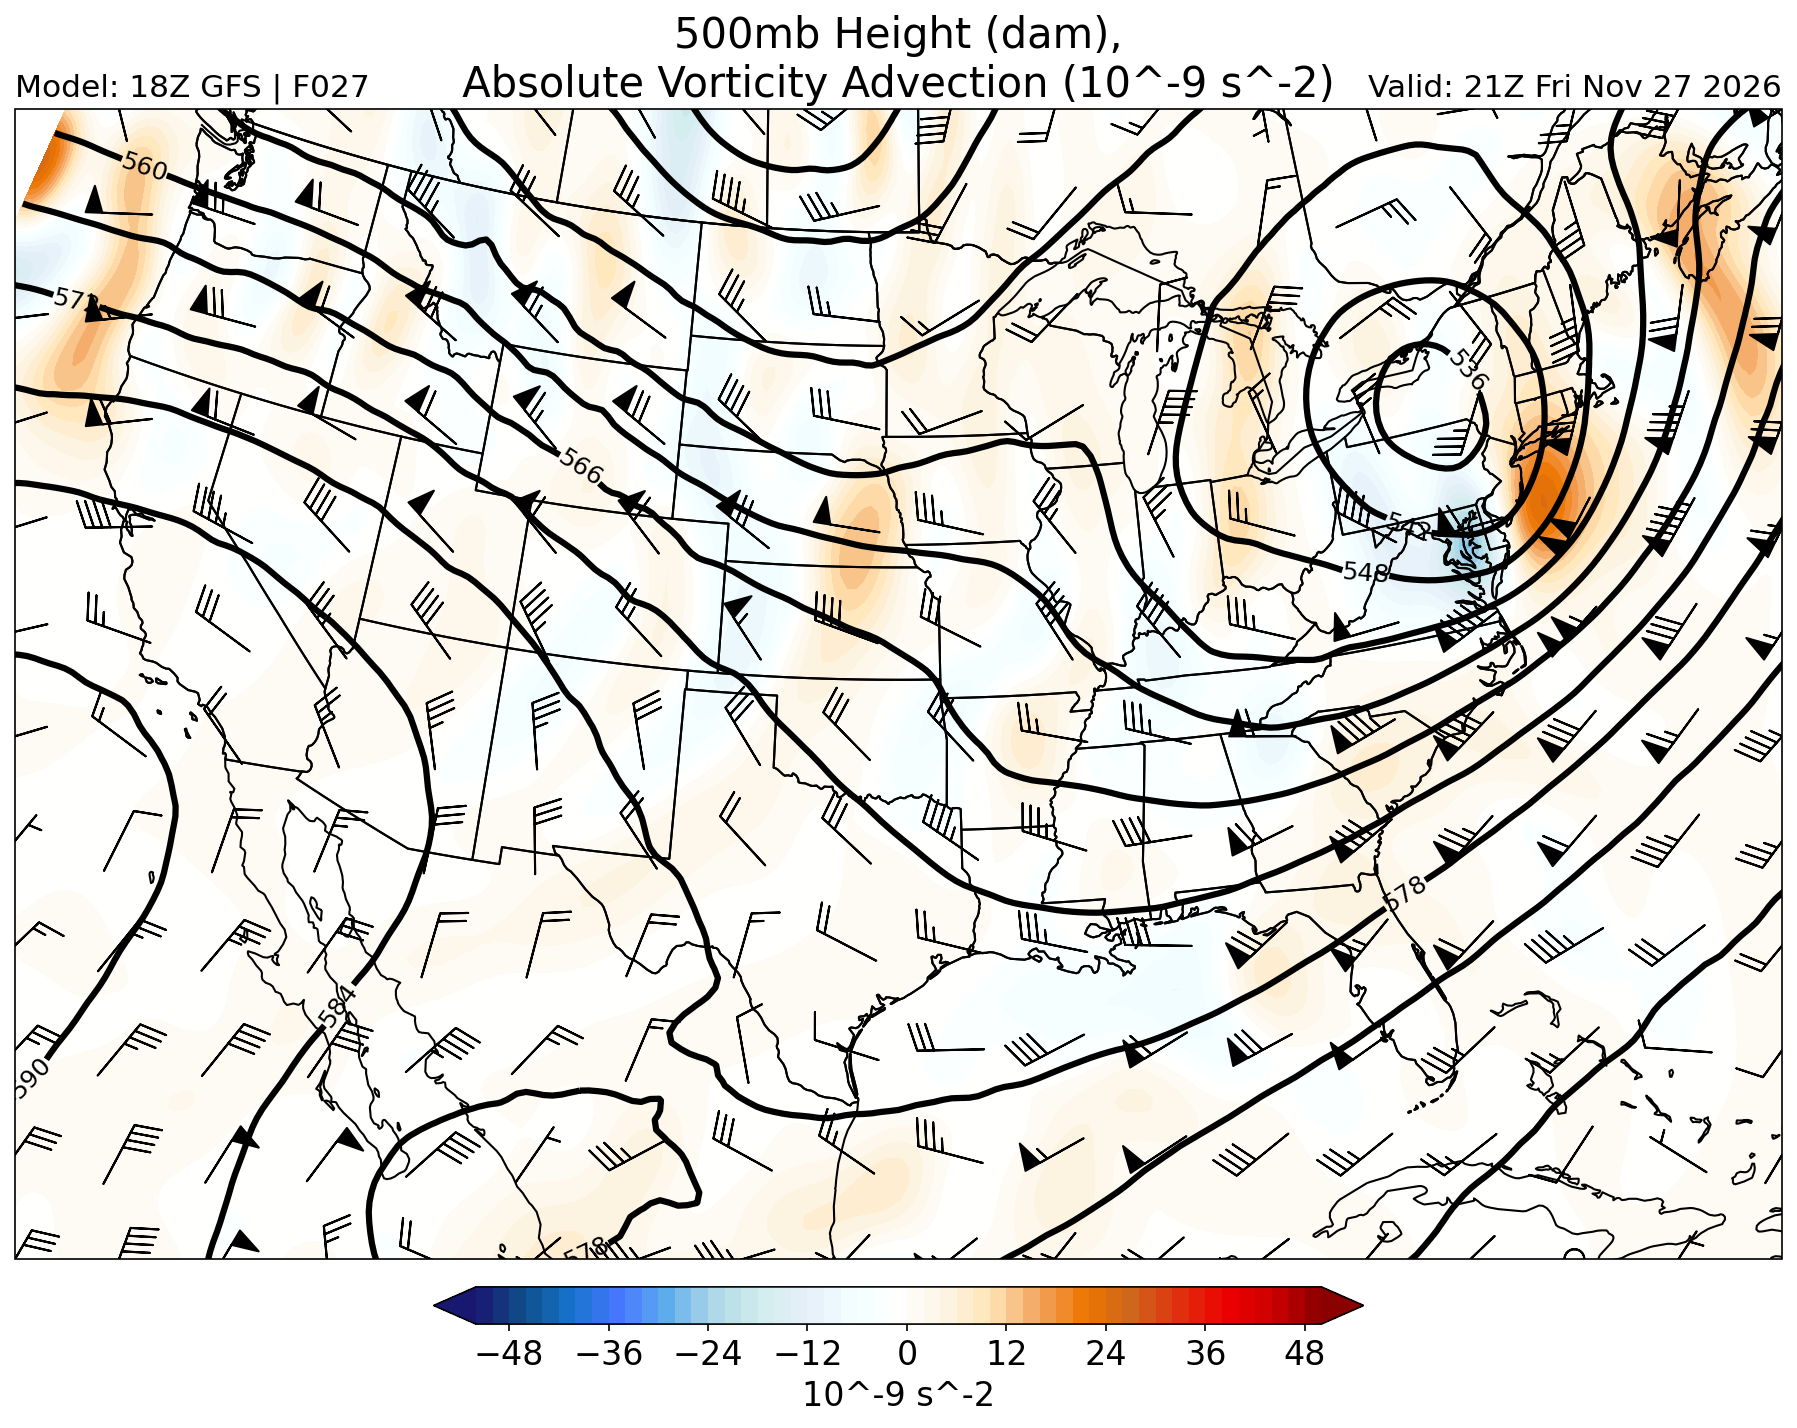 500mb Height (dam),
Model: 18Z GFS | F027
Absolute Vorticity Advection (10^-9 s^-2)
Valid: 21Z Fri Nov 27 2026
560
572
536
566
542
548
578
584
590
578
−48 −36 −24 −12 0 12 24 36 48
10^-9 s^-2